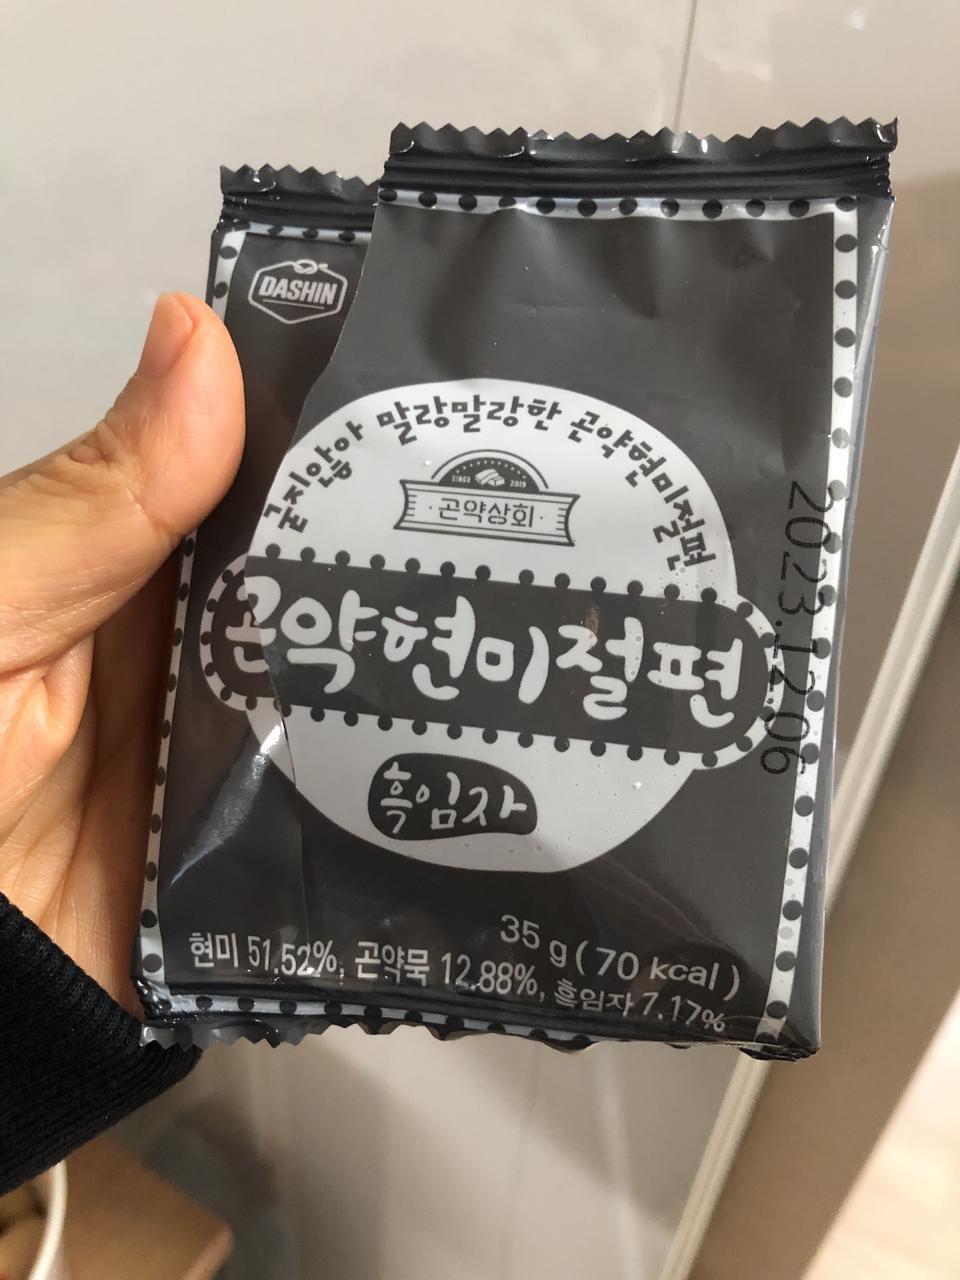 DASHIN
굳지않아 말랑말랑한 곤약현미절편
SINCE 2019
곤약상회
곤약현미절편
흑임자
35 g ( 70 kcal )
현미 51.52%, 곤약묵 12.88%, 흑임자 7.17%
2023.12.06